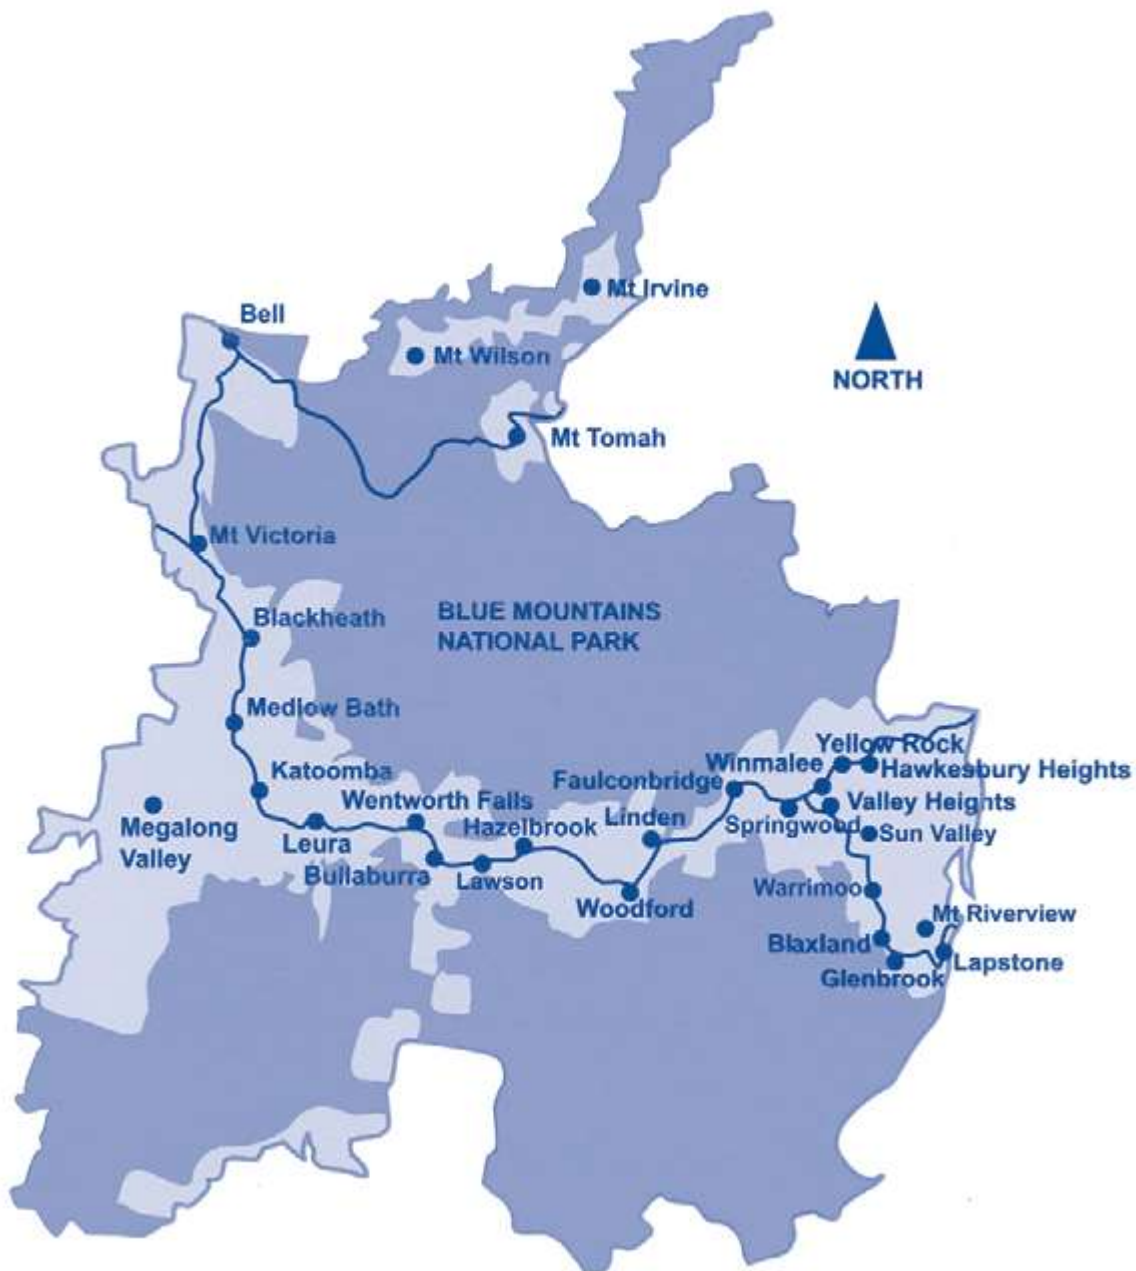 Mt Irvine
Bell
Mt Wilson
NORTH
Mt Tomah
Mt Victoria
Blackheath
BLUE MOUNTAINS
NATIONAL PARK
Medlow Bath
Yellow Rock
Winmalee
Hawkesbury Heights
Katoomba
Faulconbridge
Wentworth Falls
Valley Heights
Megalong
Valley
Hazelbrook
Linden
Springwood
Sun Valley
Leura
Bullaburra
Lawson
Warrimoo
Woodford
Mt Riverview
Blaxland
Lapstone
Glenbrook